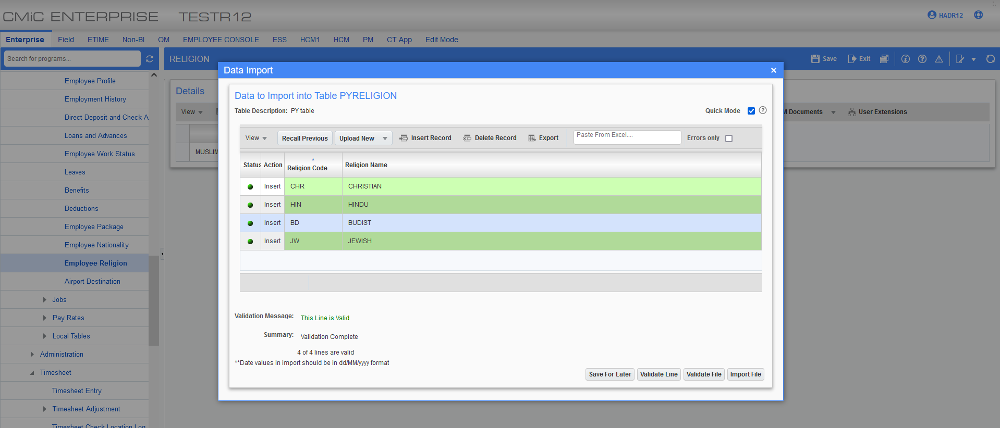 CMiC ENTERPRISE TESTR12
HADR12
Enterprise Field ETIME Non-BI OM EMPLOYEE CONSOLE ESS HCM1 HCM PM CT App Edit Mode
Search for programs...
RELIGION
Save Exit
Employee Profile
Employment History
Direct Deposit and Check A
Loans and Advances
Employee Work Status
Leaves
Benefits
Deductions
Employee Package
Employee Nationality
Employee Religion
Airport Destination
Jobs
Pay Rates
Local Tables
Administration
Timesheet
Timesheet Entry
Timesheet Adjustment
Timesheet Check Location Log
Details
View
M Documents User Extensions
MUSLIM
Data Import
Data to Import into Table PYRELIGION
Table Description: PY table
Quick Mode
View Recall Previous Upload New Insert Record Delete Record Export Paste From Excel.... Errors only
Status Action * Religion Code Religion Name
Insert CHR CHRISTIAN
Insert HIN HINDU
Insert BD BUDIST
Insert JW JEWISH
Validation Message: This Line is Valid
Summary: Validation Complete
4 of 4 lines are valid
**Date values in import should be in dd/MM/yyyy format
Save For Later Validate Line Validate File Import File